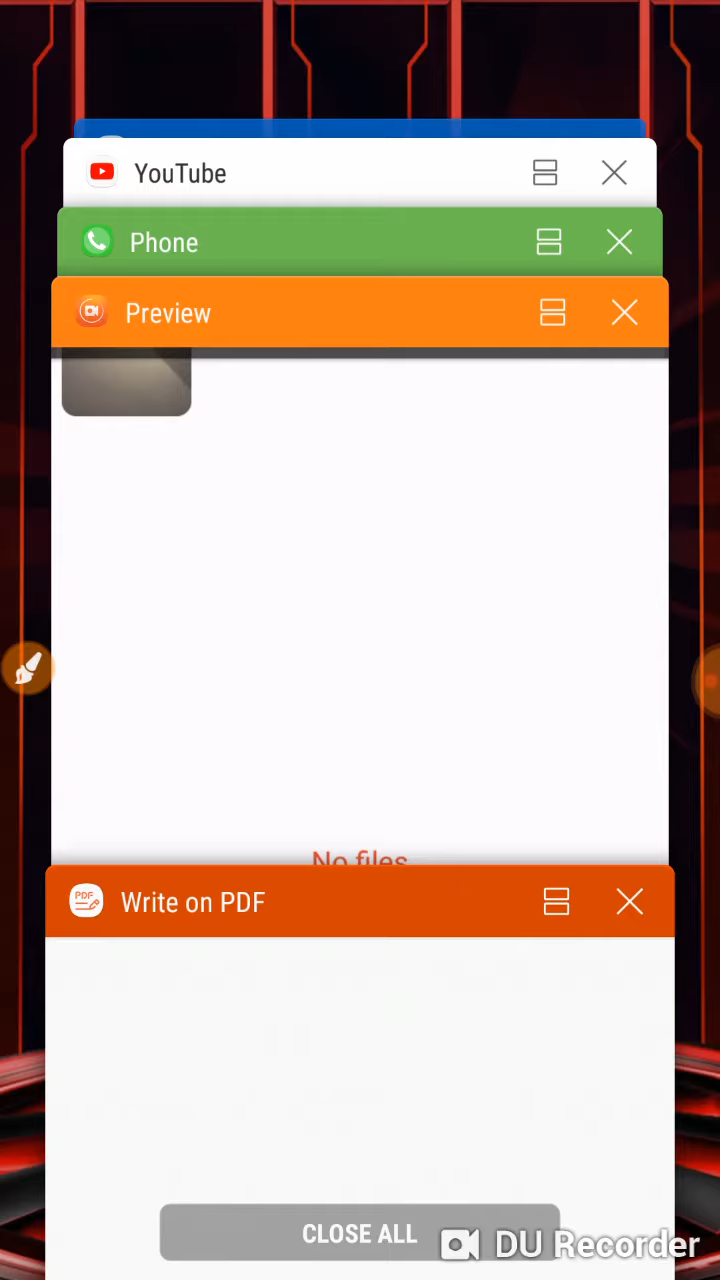 YouTube
Phone
Preview
No files
PDF
Write on PDF
CLOSE ALL
DU Recorder